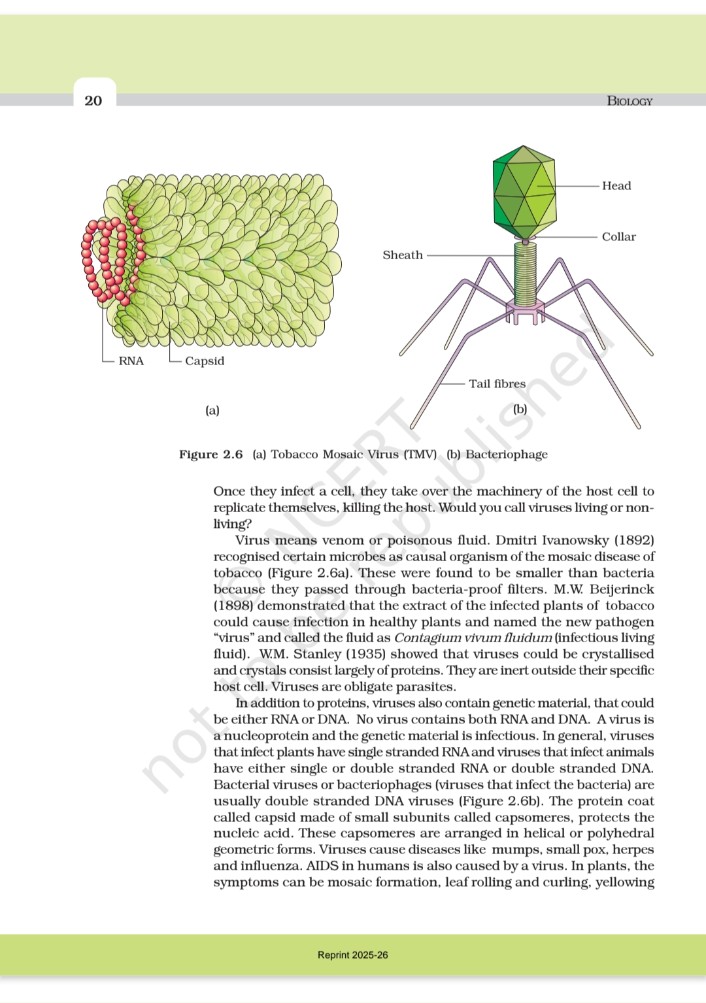 20
BIOLOGY
Head
Collar
Sheath
RNA
Capsid
Tail fibres
(a)
(b)
Figure 2.6 (a) Tobacco Mosaic Virus (TMV) (b) Bacteriophage
Once they infect a cell, they take over the machinery of the host cell to
replicate themselves, killing the host. Would you call viruses living or non-
living?
Virus means venom or poisonous fluid. Dmitri Ivanowsky (1892)
recognised certain microbes as causal organism of the mosaic disease of
tobacco (Figure 2.6a). These were found to be smaller than bacteria
because they passed through bacteria-proof filters. M.W. Beijerinck
(1898) demonstrated that the extract of the infected plants of tobacco
could cause infection in healthy plants and named the new pathogen
“virus” and called the fluid as Contagium vivum fluidum (infectious living
fluid). W.M. Stanley (1935) showed that viruses could be crystallised
and crystals consist largely of proteins. They are inert outside their specific
host cell. Viruses are obligate parasites.
In addition to proteins, viruses also contain genetic material, that could
be either RNA or DNA. No virus contains both RNA and DNA. A virus is
a nucleoprotein and the genetic material is infectious. In general, viruses
that infect plants have single stranded RNA and viruses that infect animals
have either single or double stranded RNA or double stranded DNA.
Bacterial viruses or bacteriophages (viruses that infect the bacteria) are
usually double stranded DNA viruses (Figure 2.6b). The protein coat
called capsid made of small subunits called capsomeres, protects the
nucleic acid. These capsomeres are arranged in helical or polyhedral
geometric forms. Viruses cause diseases like mumps, small pox, herpes
and influenza. AIDS in humans is also caused by a virus. In plants, the
symptoms can be mosaic formation, leaf rolling and curling, yellowing
© NCERT
not to be republished
Reprint 2025-26